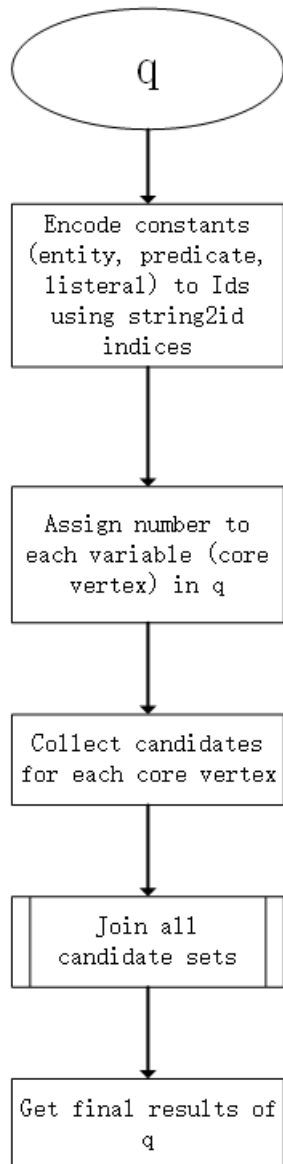 q
Encode constants
(entity, predicate,
listeral) to Ids
using string2id
indices
Assign number to
each variable (core
vertex) in q
Collect candidates
for each core vertex
Join all
candidate sets
Get final results of
q